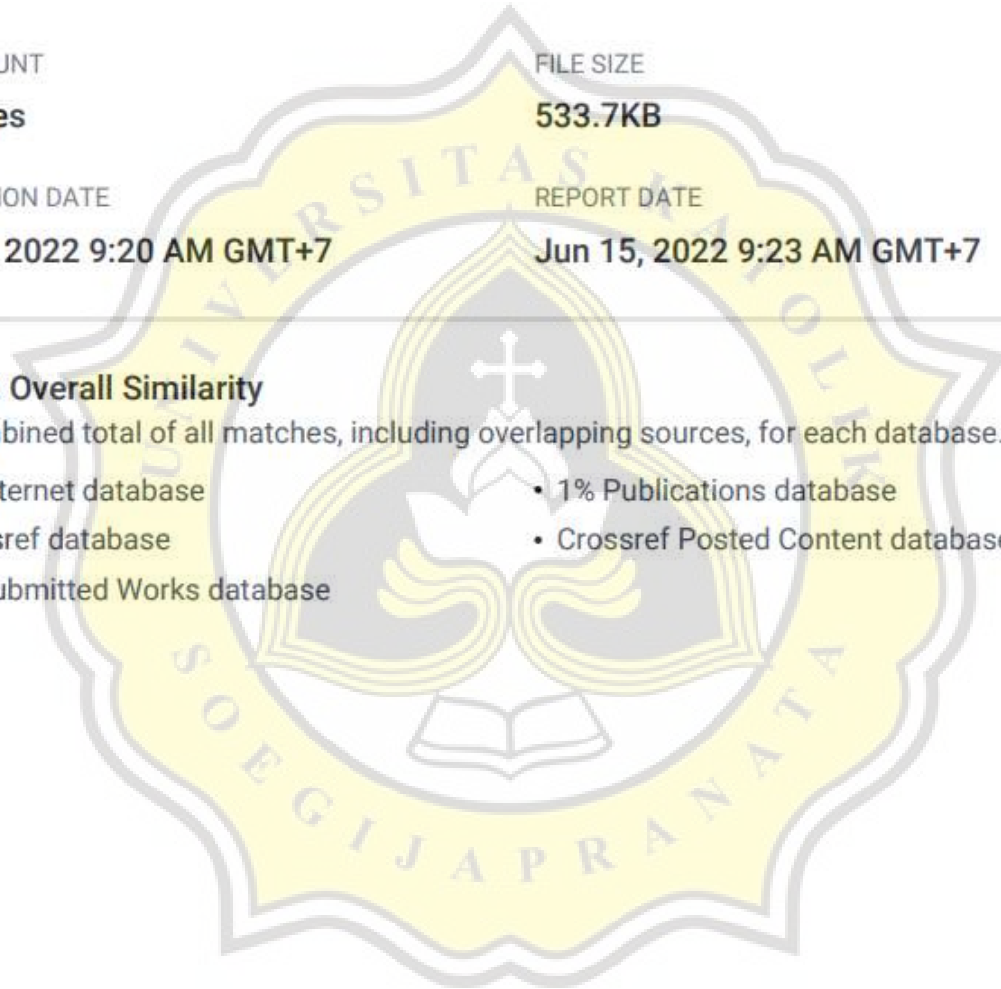 UNT
FILE SIZE
es
533.7KB
ION DATE
REPORT DATE
2022 9:20 AM GMT+7
Jun 15, 2022 9:23 AM GMT+7
Overall Similarity
bined total of all matches, including overlapping sources, for each database.
ternet database
• 1% Publications database
sref database
• Crossref Posted Content database
ubmitted Works database
UNIVERSITAS KATOLIK
SOEGIJAPRANATA